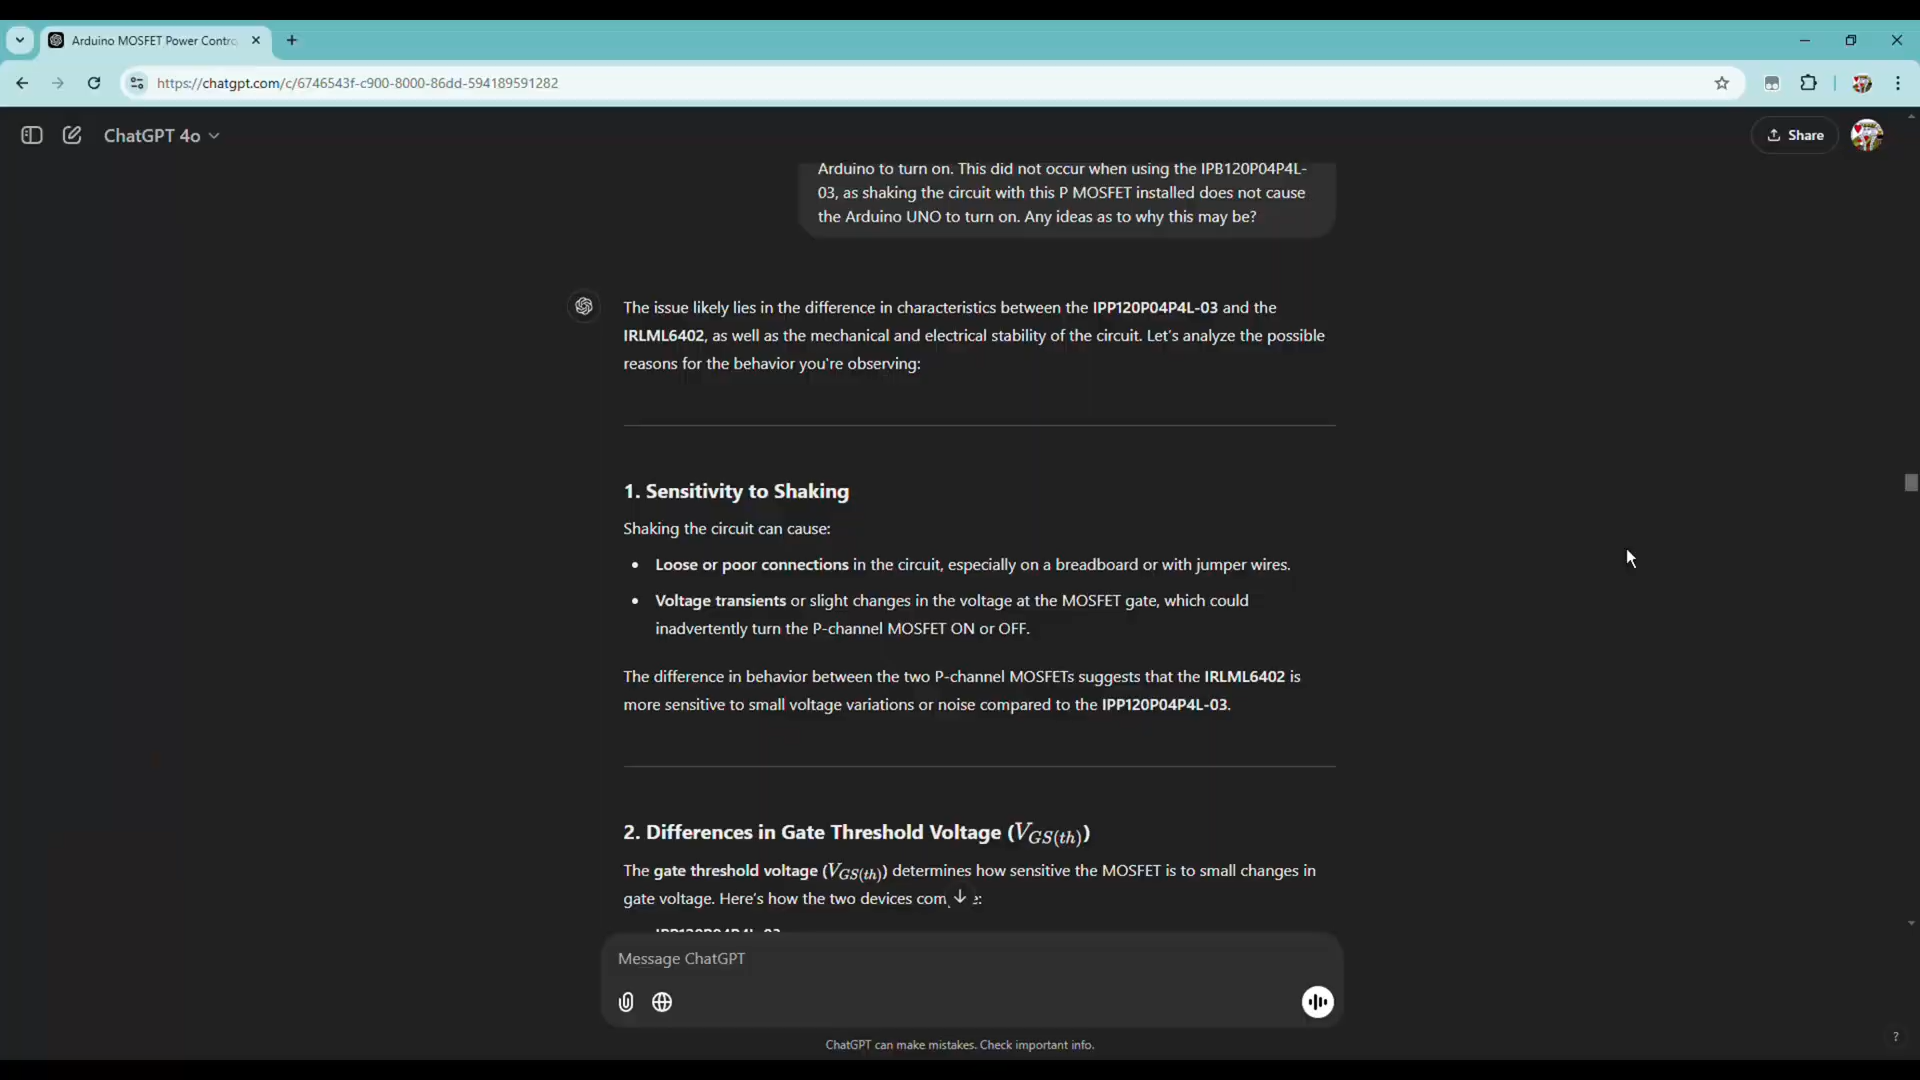 Arduino MOSFET Power Contro
https://chatgpt.com/c/6746543f-c900-8000-86dd-594189591282
ChatGPT 4o
Share
Arduino to turn on. This did not occur when using the IPB120P04P4L-
03, as shaking the circuit with this P MOSFET installed does not cause
the Arduino UNO to turn on. Any ideas as to why this may be?
The issue likely lies in the difference in characteristics between the IPP120P04P4L-03 and the
IRLML6402, as well as the mechanical and electrical stability of the circuit. Let's analyze the possible
reasons for the behavior you're observing:
1. Sensitivity to Shaking
Shaking the circuit can cause:
• Loose or poor connections in the circuit, especially on a breadboard or with jumper wires.
• Voltage transients or slight changes in the voltage at the MOSFET gate, which could
inadvertently turn the P-channel MOSFET ON or OFF.
The difference in behavior between the two P-channel MOSFETs suggests that the IRLML6402 is
more sensitive to small voltage variations or noise compared to the IPP120P04P4L-03.
2. Differences in Gate Threshold Voltage (VGS(th))
The gate threshold voltage (VGS(th)) determines how sensitive the MOSFET is to small changes in
gate voltage. Here's how the two devices com e:
IPP120P04P4L-03
Message ChatGPT
ChatGPT can make mistakes. Check important info.
?